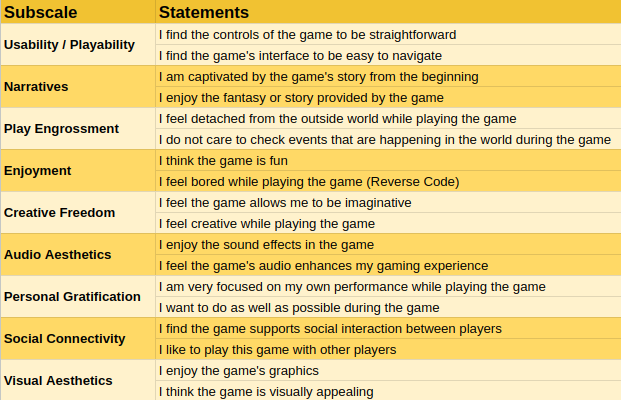 Subscale Statements
Usability / Playability
I find the controls of the game to be straightforward
I find the game's interface to be easy to navigate
Narratives
I am captivated by the game's story from the beginning
I enjoy the fantasy or story provided by the game
Play Engrossment
I feel detached from the outside world while playing the game
I do not care to check events that are happening in the world during the game
Enjoyment
I think the game is fun
I feel bored while playing the game (Reverse Code)
Creative Freedom
I feel the game allows me to be imaginative
I feel creative while playing the game
Audio Aesthetics
I enjoy the sound effects in the game
I feel the game's audio enhances my gaming experience
Personal Gratification
I am very focused on my own performance while playing the game
I want to do as well as possible during the game
Social Connectivity
I find the game supports social interaction between players
I like to play this game with other players
Visual Aesthetics
I enjoy the game's graphics
I think the game is visually appealing